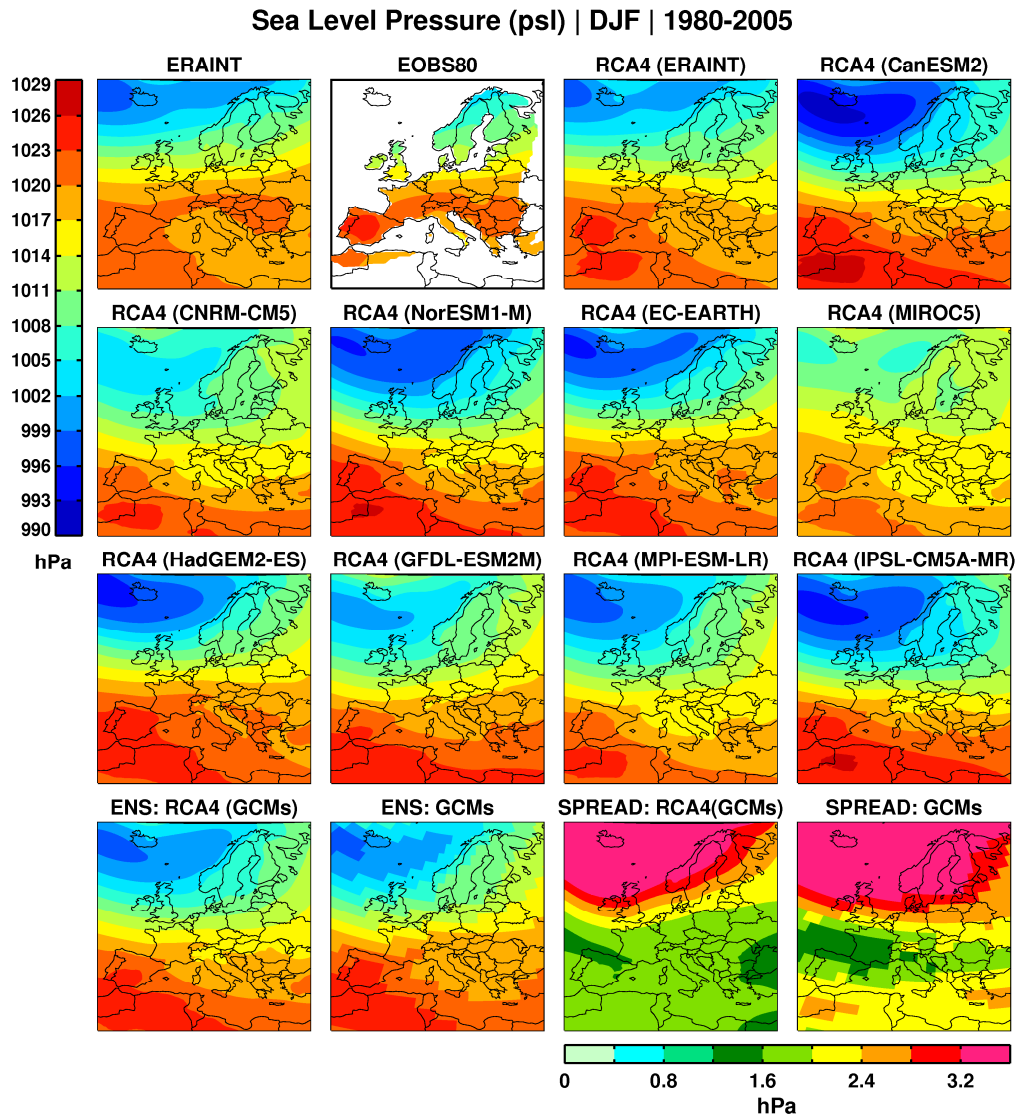 Sea Level Pressure (psl) | DJF | 1980-2005
ERAINT
EOBS80
RCA4 (ERAINT)
RCA4 (CanESM2)
1029
1026
1023
1020
1017
1014
1011
1008
1005
1002
999
996
993
990
hPa
RCA4 (CNRM-CM5)
RCA4 (NorESM1-M)
RCA4 (EC-EARTH)
RCA4 (MIROC5)
RCA4 (HadGEM2-ES)
RCA4 (GFDL-ESM2M)
RCA4 (MPI-ESM-LR)
RCA4 (IPSL-CM5A-MR)
ENS: RCA4 (GCMs)
ENS: GCMs
SPREAD: RCA4(GCMs)
SPREAD: GCMs
0 0.8 1.6 2.4 3.2
hPa